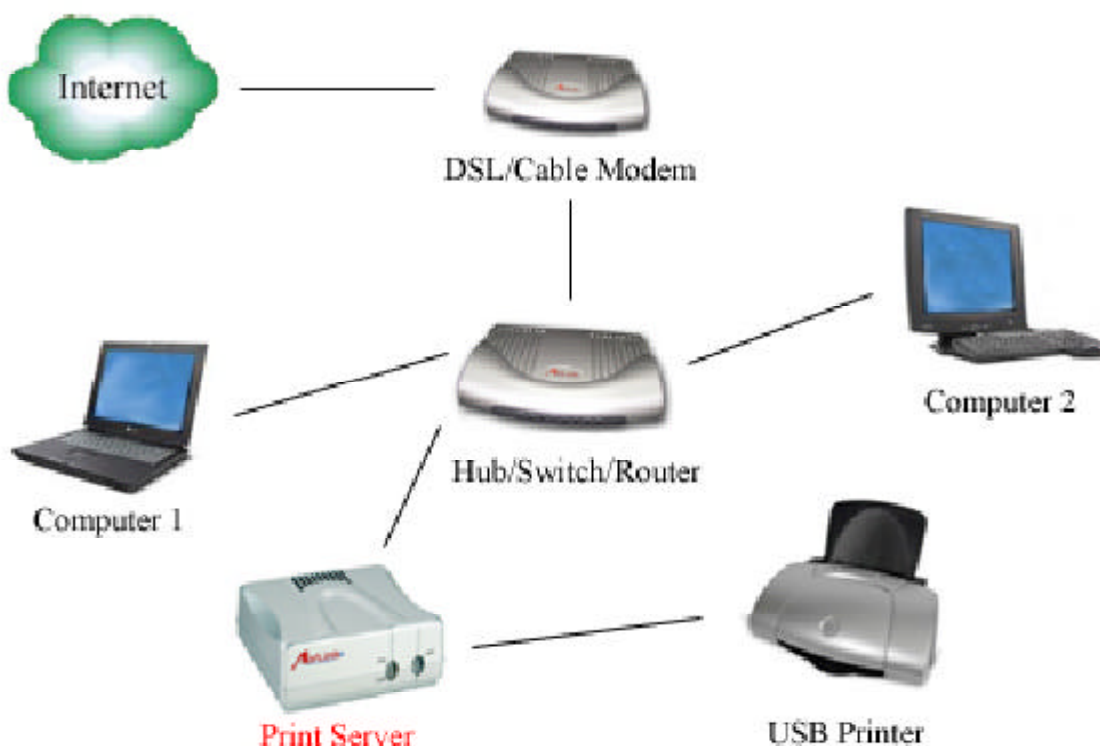 Internet
DSL/Cable Modem
Computer 2
Hub/Switch/Router
Computer 1
Print Server
USB Printer